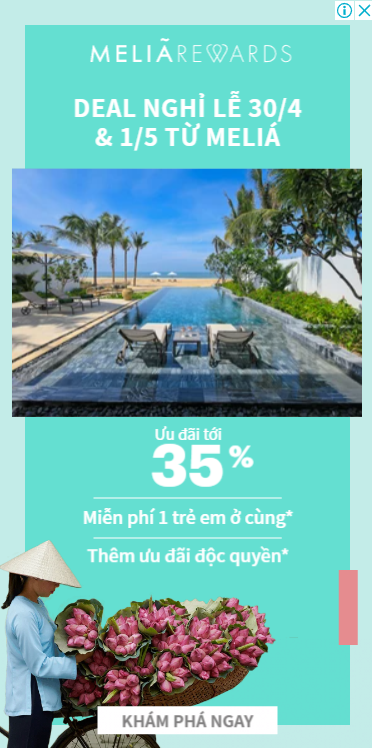 MELIÃREWARDS
DEAL NGHỈ LỄ 30/4
& 1/5 TỪ MELIÁ
Ưu đãi tới
35%
Miễn phí 1 trẻ em ở cùng*
Thêm ưu đãi độc quyền*
KHÁM PHÁ NGAY